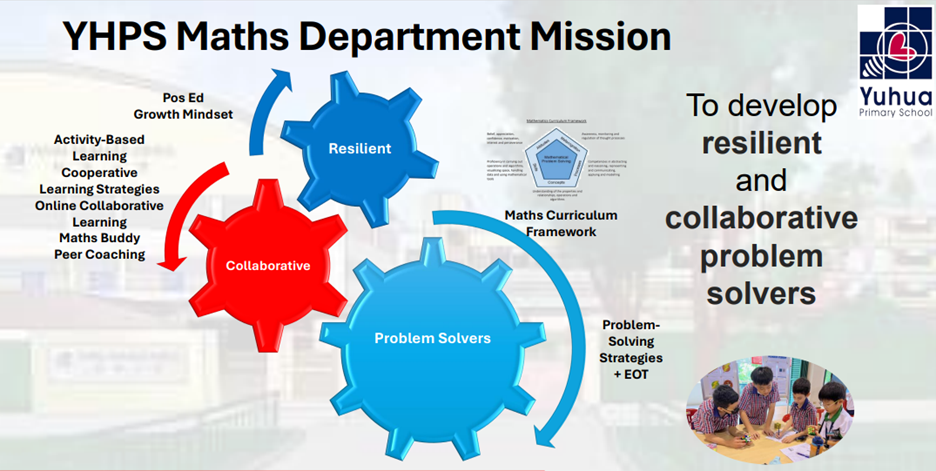 YHPS Maths Department Mission
Yuhua
Primary School
Pos Ed
Growth Mindset
Resilient
Activity-Based
Learning
Cooperative
Learning Strategies
Online Collaborative
Learning
Maths Buddy
Peer Coaching
Collaborative
Mathematics Curriculum Framework
Mathematical
Problem Solving
Concepts
Maths Curriculum
Framework
Problem Solvers
Problem-
Solving
Strategies
+ EOT
To develop
resilient
and
collaborative
problem
solvers